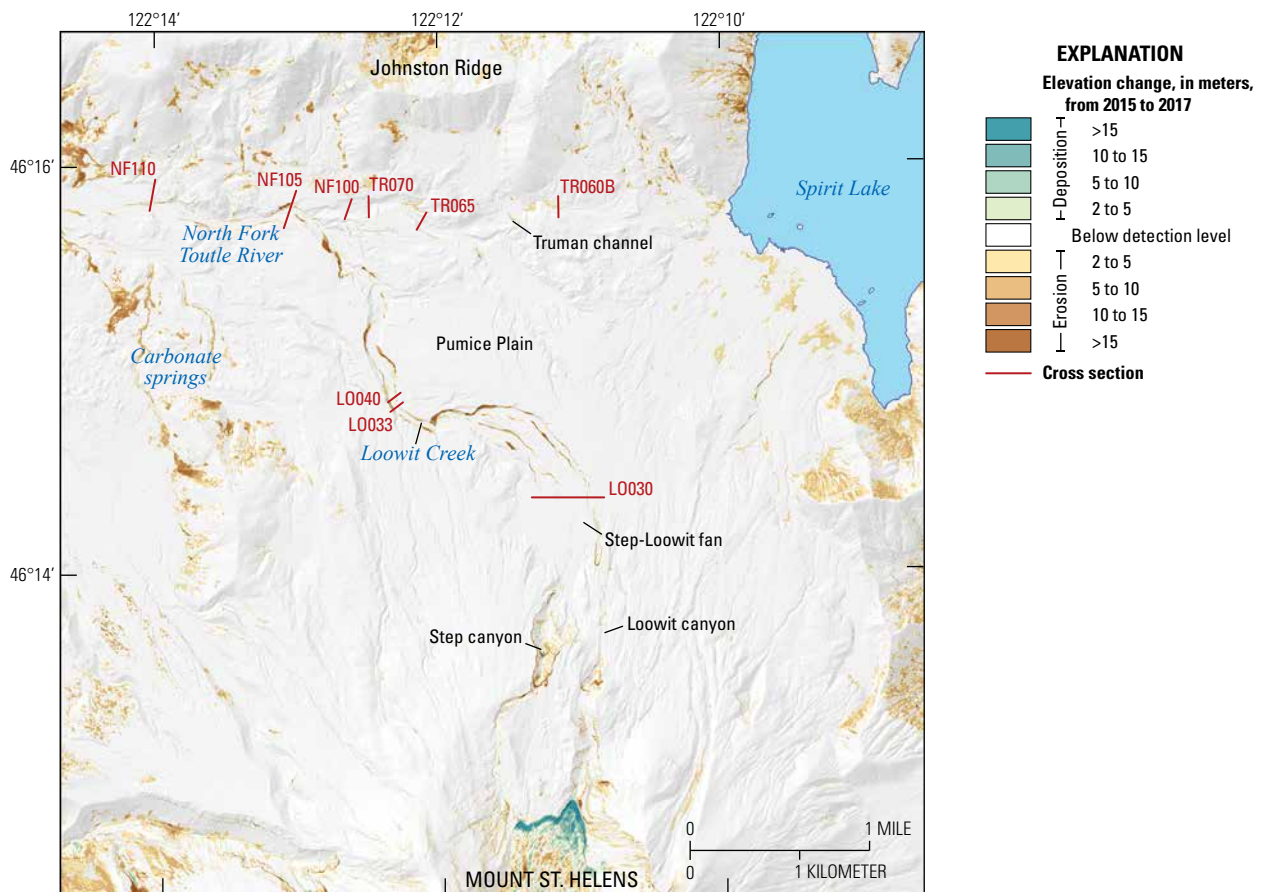 122°14′
122°12′
122°10′
Johnston Ridge
46°16′
NF110
NF105
NF100
TR070
TR065
TR060B
Spirit Lake
North Fork
Toutle River
Truman channel
Pumice Plain
Carbonate
springs
LO040
LO033
Loowit Creek
LO030
Step-Loowit fan
46°14′
Step canyon
Loowit canyon
0
1 MILE
0
1 KILOMETER
MOUNT ST. HELENS
EXPLANATION
Elevation change, in meters,
from 2015 to 2017
Deposition
>15
10 to 15
5 to 10
2 to 5
Below detection level
Erosion
2 to 5
5 to 10
10 to 15
>15
Cross section